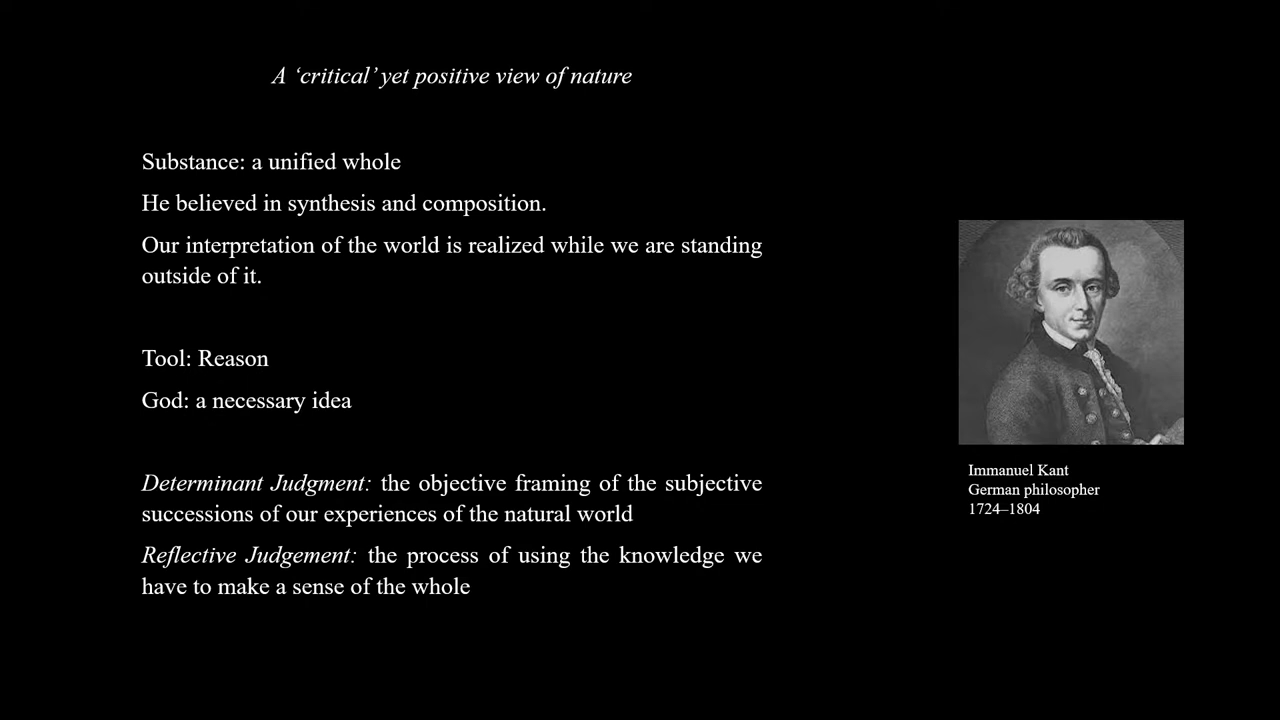 A ‘critical’ yet positive view of nature
Substance: a unified whole
He believed in synthesis and composition.
Our interpretation of the world is realized while we are standing
outside of it.
Tool: Reason
God: a necessary idea
Determinant Judgment: the objective framing of the subjective
successions of our experiences of the natural world
Reflective Judgement: the process of using the knowledge we
have to make a sense of the whole
Immanuel Kant
German philosopher
1724–1804